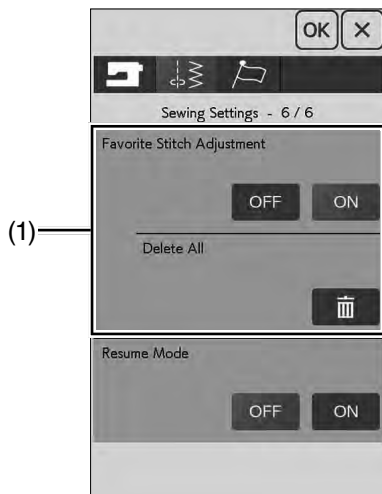 OK X
Sewing Settings - 6 / 6
Favorite Stitch Adjustment
OFF ON
(1)
Delete All
Resume Mode
OFF ON